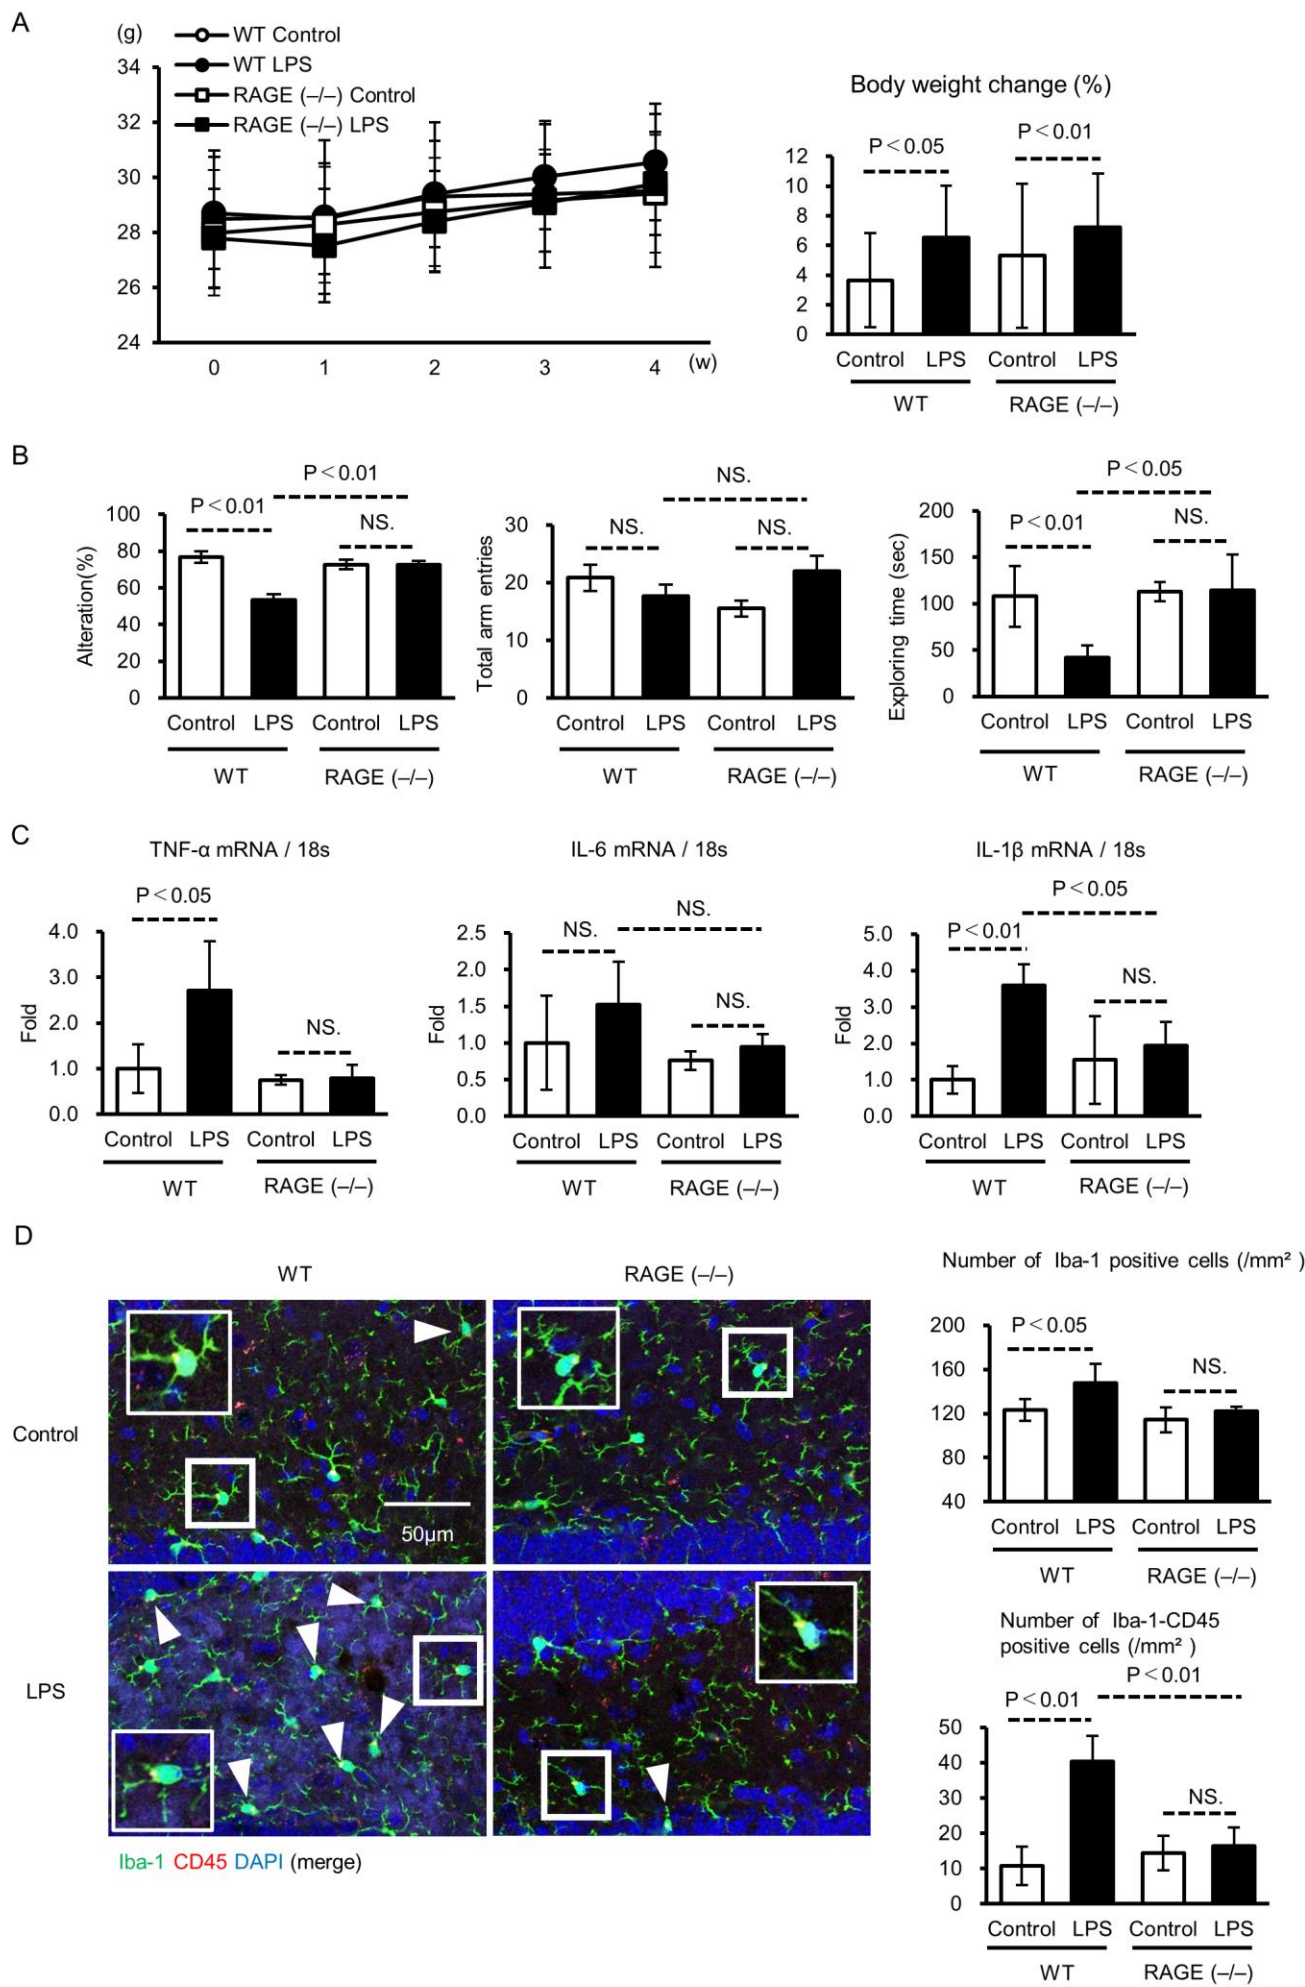 A
(g)
WT Control
WT LPS
RAGE (–/–) Control
RAGE (–/–) LPS
34
32
30
28
26
24
0 1 2 3 4 (w)
Body weight change (%)
P<0.05
P<0.01
12
10
8
6
4
2
0
Control LPS Control LPS
WT RAGE (–/–)
B
P<0.01
P<0.01
NS.
Alteration(%)
100
80
60
40
20
0
Control LPS Control LPS
WT RAGE (–/–)
NS.
NS.
NS.
Total arm entries
30
20
10
0
Control LPS Control LPS
WT RAGE (–/–)
P<0.05
P<0.01
NS.
Exploring time (sec)
200
150
100
50
0
Control LPS Control LPS
WT RAGE (–/–)
C
TNF-α mRNA / 18s
P<0.05
NS.
Fold
4.0
3.0
2.0
1.0
0.0
Control LPS Control LPS
WT RAGE (–/–)
IL-6 mRNA / 18s
NS.
NS.
NS.
Fold
2.5
2.0
1.5
1.0
0.5
0.0
Control LPS Control LPS
WT RAGE (–/–)
IL-1β mRNA / 18s
P<0.05
P<0.01
NS.
Fold
5.0
4.0
3.0
2.0
1.0
0.0
Control LPS Control LPS
WT RAGE (–/–)
D
WT RAGE (–/–)
Control
50μm
LPS
Iba-1 CD45 DAPI (merge)
Number of Iba-1 positive cells (/mm² )
P<0.05
NS.
200
160
120
80
40
Control LPS Control LPS
WT RAGE (–/–)
Number of Iba-1-CD45
positive cells (/mm² )
P<0.01
P<0.01
NS.
50
40
30
20
10
0
Control LPS Control LPS
WT RAGE (–/–)